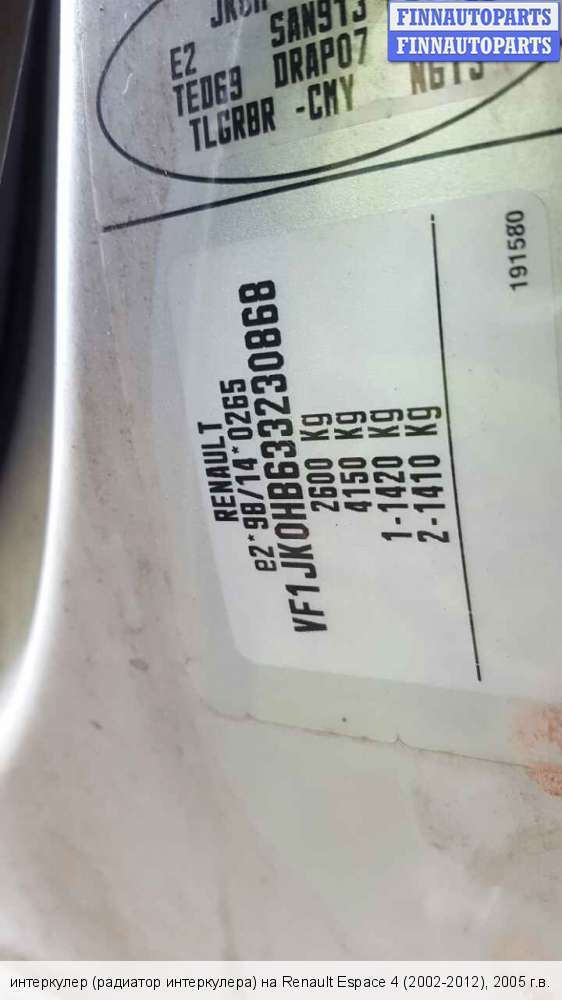 FINNAUTOPARTS
FINNAUTOPARTS
E2 SAN913
TED69 DRAP07
TLGRBR -CMY NG13
RENAULT
e2*98/14*0265
VF1JK0HB633230868
2600 Kg
4150 Kg
1-1420 Kg
2-1410 Kg
191580
интеркулер (радиатор интеркулера) на Renault Espace 4 (2002-2012), 2005 г.в.